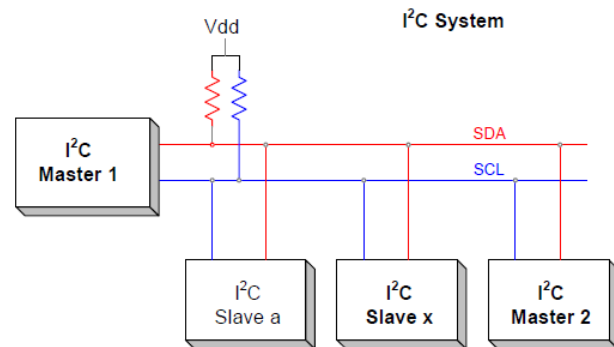 I²C System
Vdd
I²C
Master 1
SDA
SCL
I²C
Slave a
I²C
Slave x
I²C
Master 2